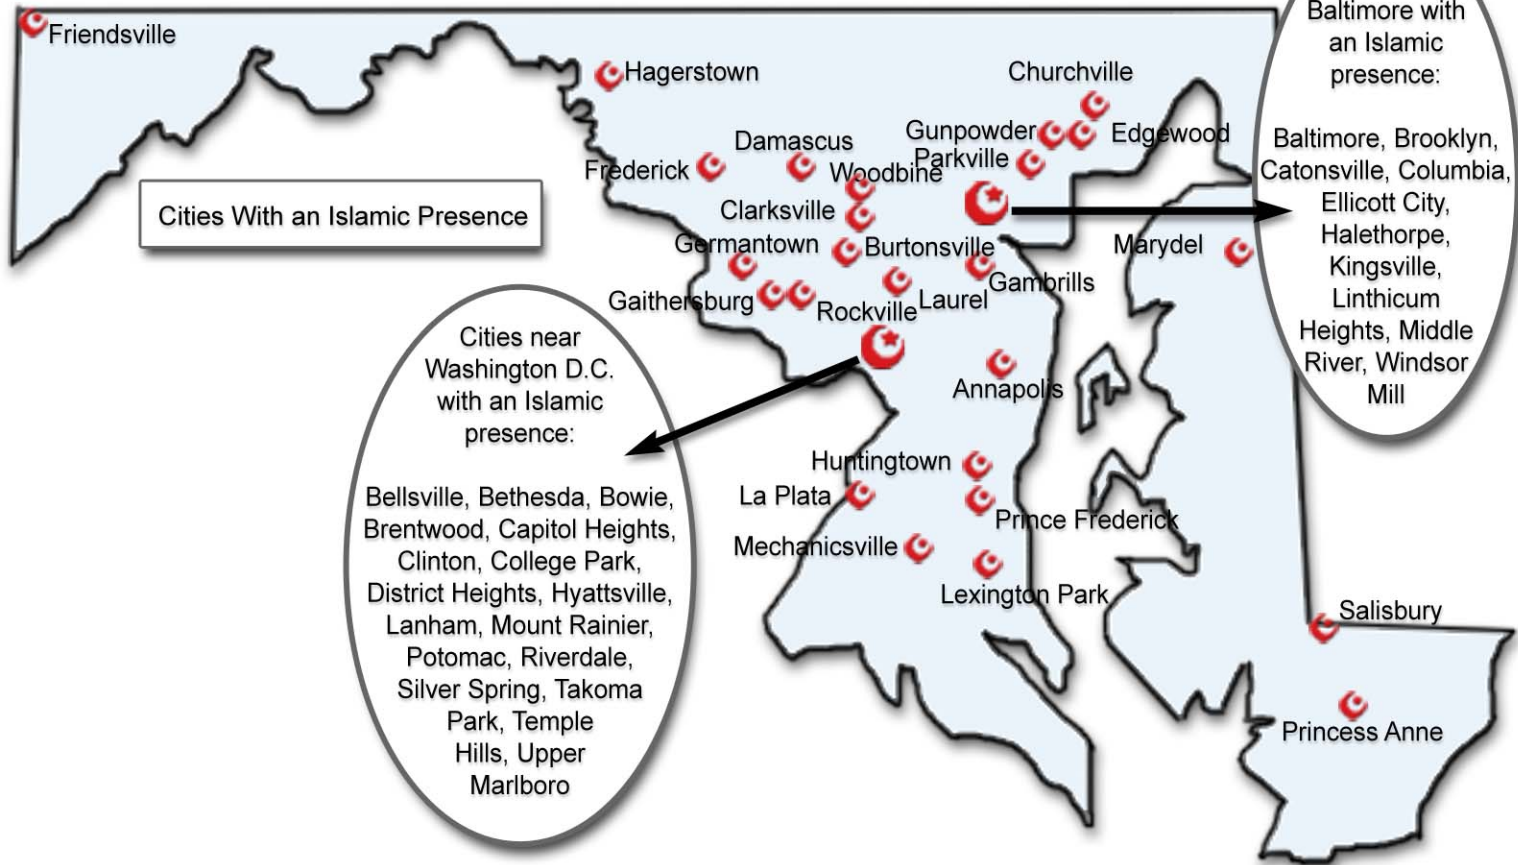 Friendsville
Hagerstown
Churchville
Gunpowder
Edgewood
Damascus
Parkville
Frederick
Woodbine
Cities With an Islamic Presence
Clarksville
Germantown
Burtonsville
Marydel
Gambrills
Gaithersburg
Laurel
Rockville
Annapolis
Huntingtown
La Plata
Prince Frederick
Mechanicsville
Lexington Park
Salisbury
Princess Anne
Baltimore with
an Islamic
presence:
Baltimore, Brooklyn,
Catonsville, Columbia,
Ellicott City,
Halethorpe,
Kingsville,
Linthicum
Heights, Middle
River, Windsor
Mill
Cities near
Washington D.C.
with an Islamic
presence:
Bellsville, Bethesda, Bowie,
Brentwood, Capitol Heights,
Clinton, College Park,
District Heights, Hyattsville,
Lanham, Mount Rainier,
Potomac, Riverdale,
Silver Spring, Takoma
Park, Temple
Hills, Upper
Marlboro